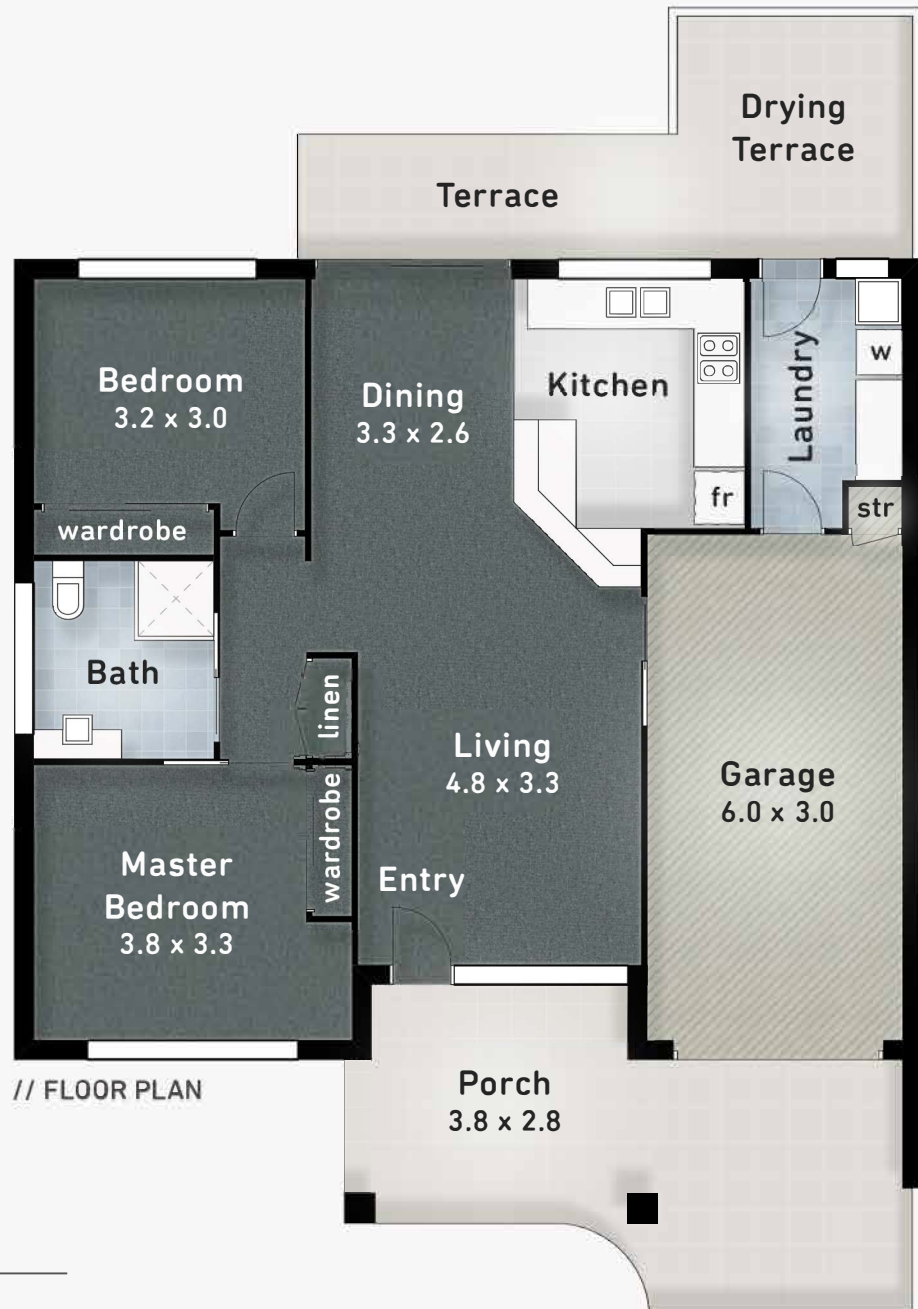 Drying
Terrace
Terrace
Bedroom
3.2 x 3.0
Dining
3.3 x 2.6
Kitchen
Laundry
w
fr
str
wardrobe
Bath
linen
Living
4.8 x 3.3
Garage
6.0 x 3.0
wardrobe
Master
Bedroom
3.8 x 3.3
Entry
// FLOOR PLAN
Porch
3.8 x 2.8